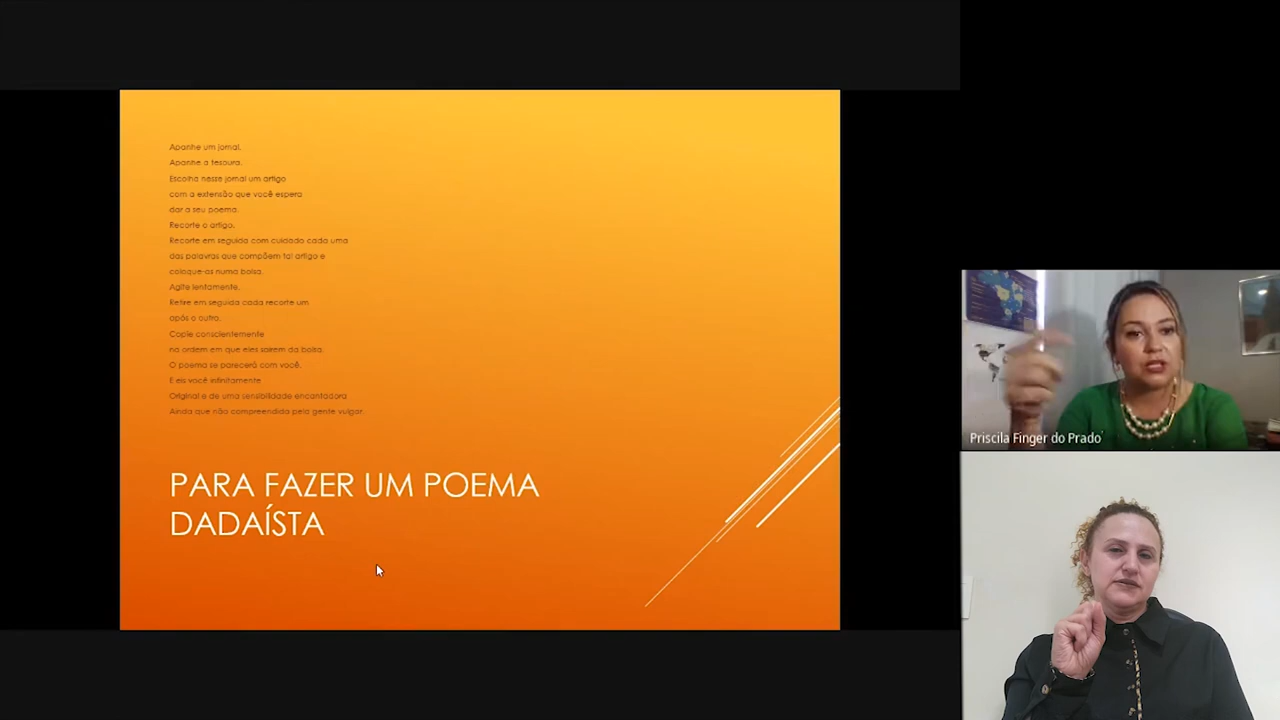 Apanhe um jornal.
Apanhe a tesoura.
Escolha nesse jornal um artigo
com a extensão que você espera
dar a seu poema.
Recorte o artigo.
Recorte em seguida com cuidado cada uma
das palavras que compõem tal artigo e
coloque-as numa bolsa.
Agite lentamente.
Retire em seguida cada recorte um
após o outro.
Copie conscientemente
na ordem em que eles saírem da bolsa.
O poema se parecerá com você.
E eis você infinitamente
Original e de uma sensibilidade encantadora
Ainda que não compreendida pela gente vulgar.
PARA FAZER UM POEMA
DADAÍSTA
Priscila Finger do Prado